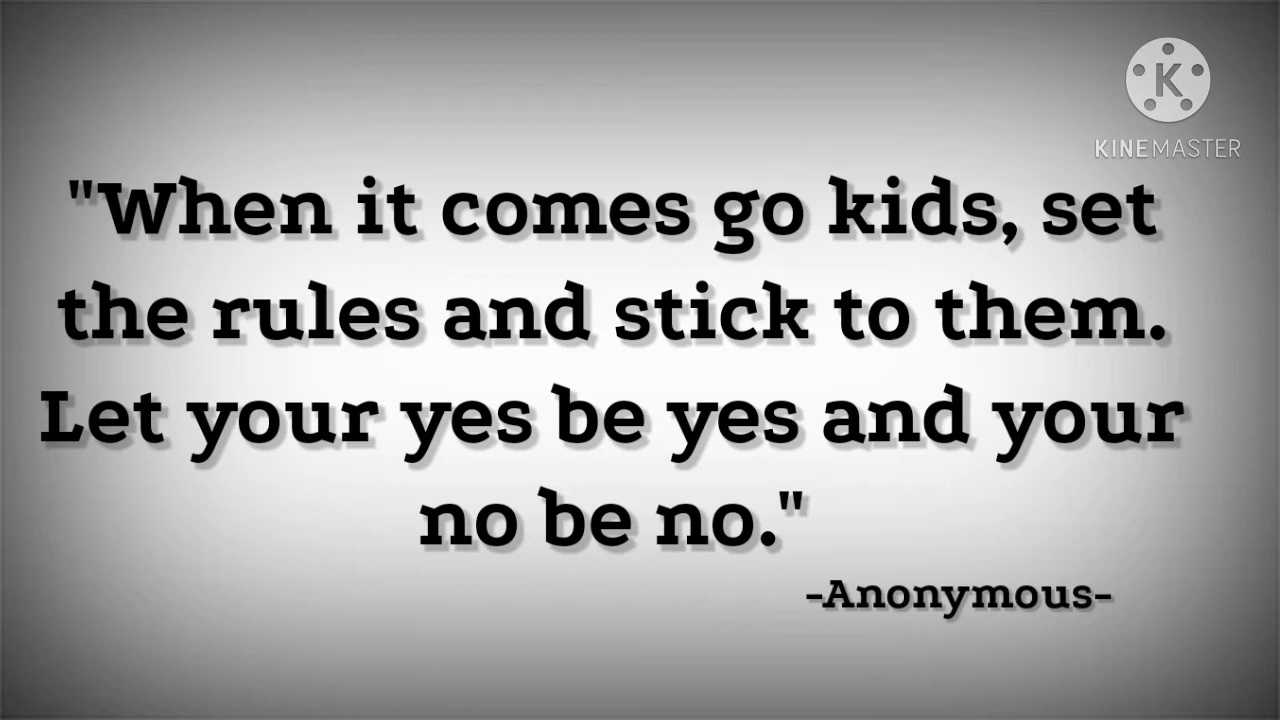 K
KINEMASTER
"When it comes go kids, set
the rules and stick to them.
Let your yes be yes and your
no be no."
-Anonymous-